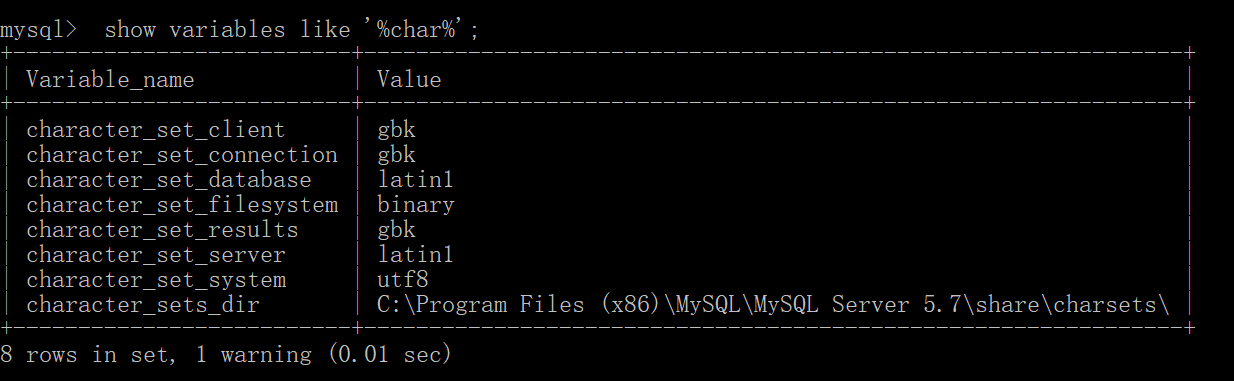 mysql>  show variables like '%char%';
+--------------------------+---------------------------------------------------------------+
| Variable_name            | Value                                                         |
+--------------------------+---------------------------------------------------------------+
| character_set_client     | gbk                                                           |
| character_set_connection | gbk                                                           |
| character_set_database   | latin1                                                        |
| character_set_filesystem | binary                                                        |
| character_set_results    | gbk                                                           |
| character_set_server     | latin1                                                        |
| character_set_system     | utf8                                                          |
| character_sets_dir       | C:\Program Files (x86)\MySQL\MySQL Server 5.7\share\charsets\ |
+--------------------------+---------------------------------------------------------------+
8 rows in set, 1 warning (0.01 sec)